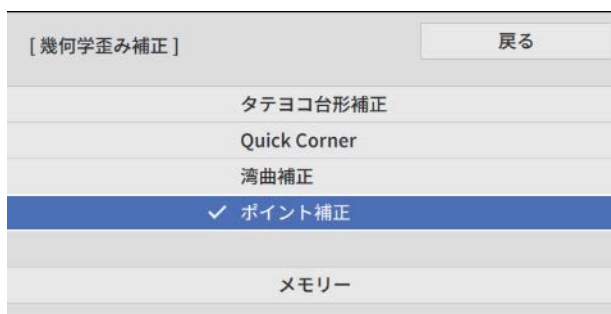 [ 幾何学歪み補正 ]
戻る
タテヨコ台形補正
Quick Corner
湾曲補正
✓ ポイント補正
メモリー